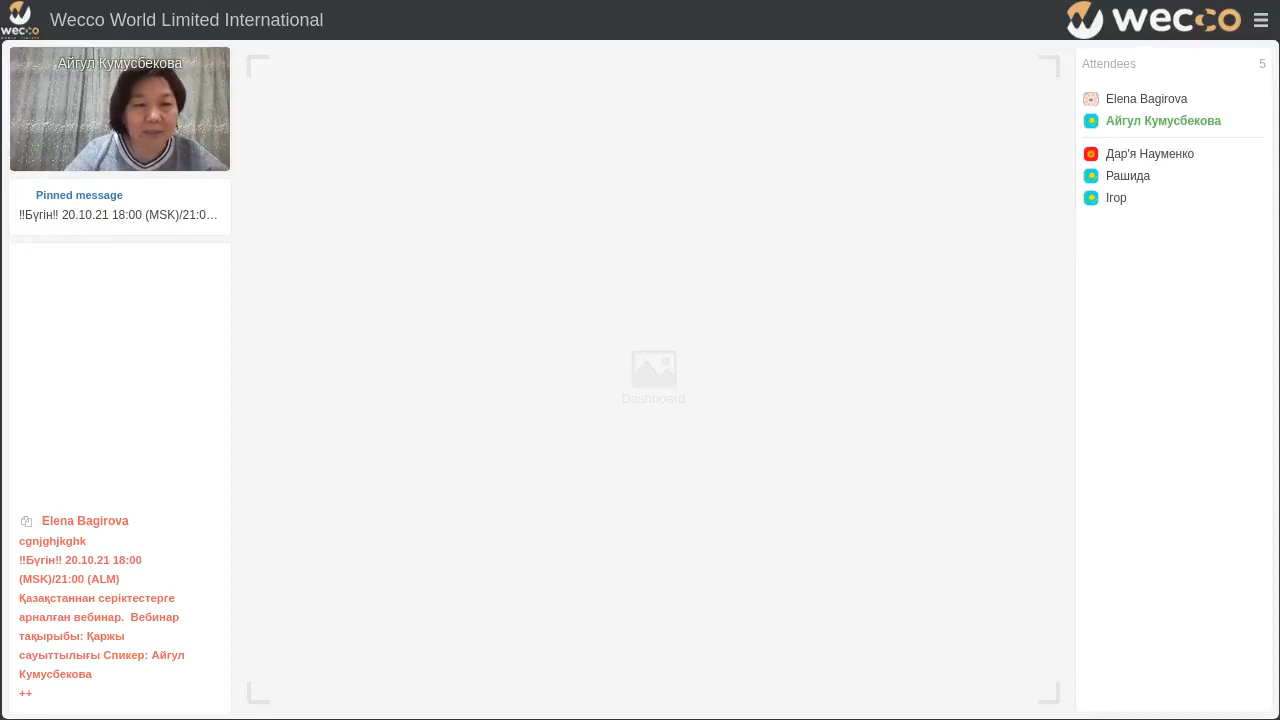 wecco
Wecco World Limited International
wecco
Айгул Кумусбекова
Pinned message
‼Бүгін‼ 20.10.21 18:00 (MSK)/21:0…
Elena Bagirova
cgnjghjkghk
‼Бүгін‼ 20.10.21 18:00
(MSK)/21:00 (ALM)
Қазақстаннан серіктестерге
арналған вебинар.  Вебинар
тақырыбы: Қаржы
сауыттылығы Спикер: Айгул
Кумусбекова
++
Dashboard
Attendees 5
Elena Bagirova
Айгул Кумусбекова
Дар'я Науменко
Рашида
Ігор